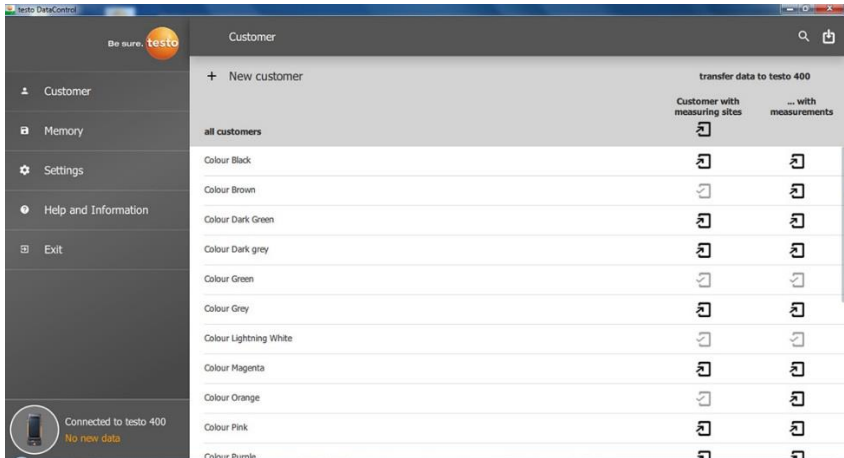 testo DataControl
Be sure. testo
Customer
Memory
Settings
Help and Information
Exit
Connected to testo 400
No new data
Customer
+ New customer
transfer data to testo 400
Customer with measuring sites
... with measurements
all customers
Colour Black
Colour Brown
Colour Dark Green
Colour Dark grey
Colour Green
Colour Grey
Colour Lightning White
Colour Magenta
Colour Orange
Colour Pink
Colour Purple